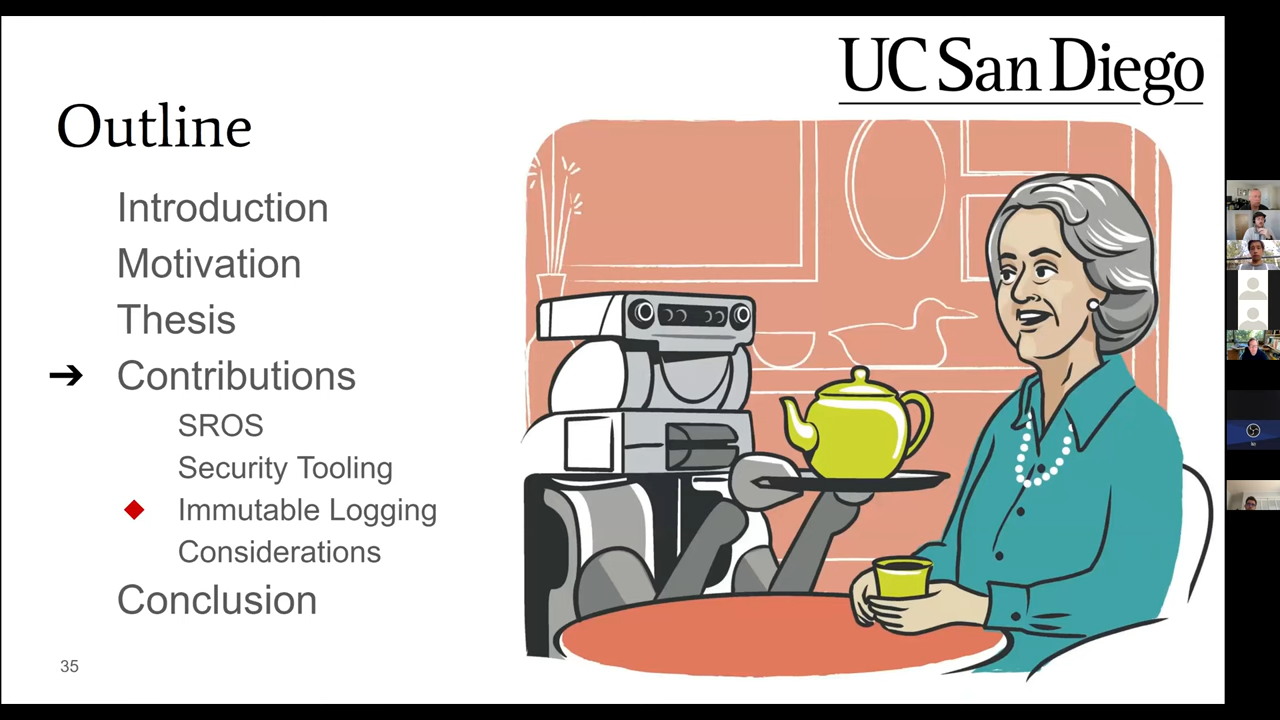 UC San Diego
Outline
Introduction
Motivation
Thesis
➔ Contributions
SROS
Security Tooling
◆ Immutable Logging
Considerations
Conclusion
35